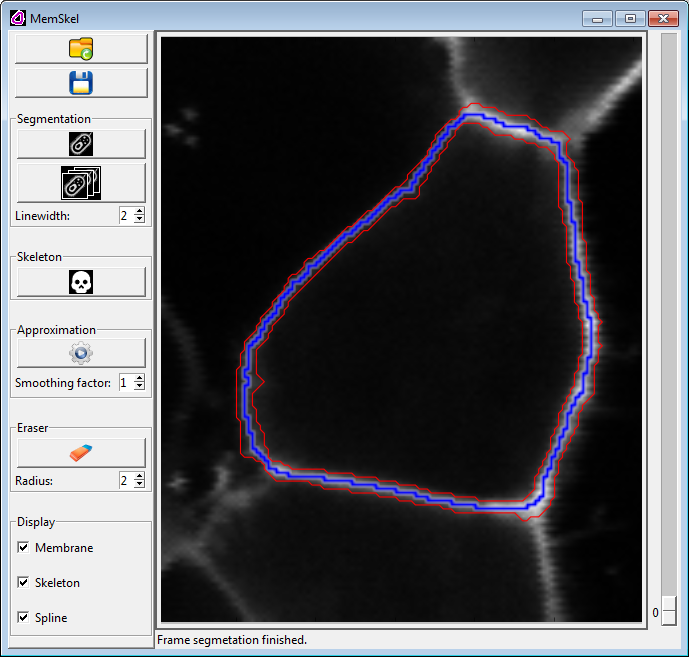 MemSkel
Segmentation
Linewidth: 2
Skeleton
Approximation
Smoothing factor: 1
Eraser
Radius: 2
Display
Membrane
Skeleton
Spline
0
Frame segmetation finished.